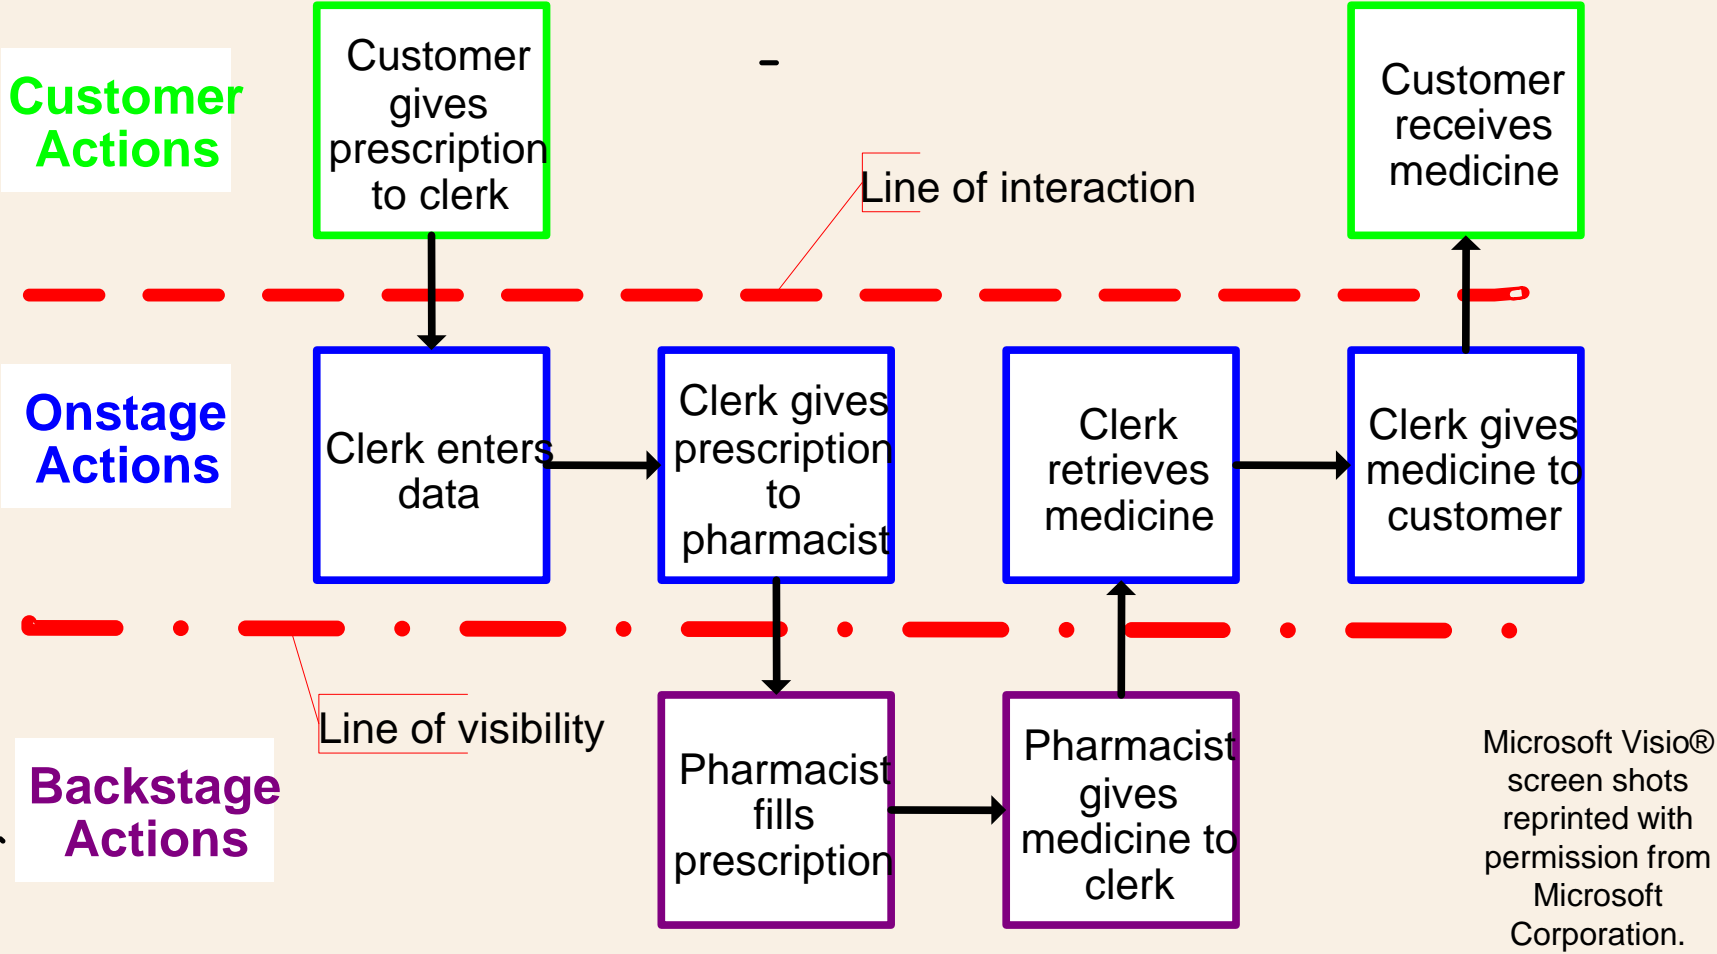 Customer
Actions
Customer
gives
prescription
to clerk
Customer
receives
medicine
Line of interaction
Onstage
Actions
Clerk enters
data
Clerk gives
prescription
to
pharmacist
Clerk
retrieves
medicine
Clerk gives
medicine to
customer
Line of visibility
Backstage
Actions
Pharmacist
fills
prescription
Pharmacist
gives
medicine to
clerk
Microsoft Visio®
screen shots
reprinted with
permission from
Microsoft
Corporation.